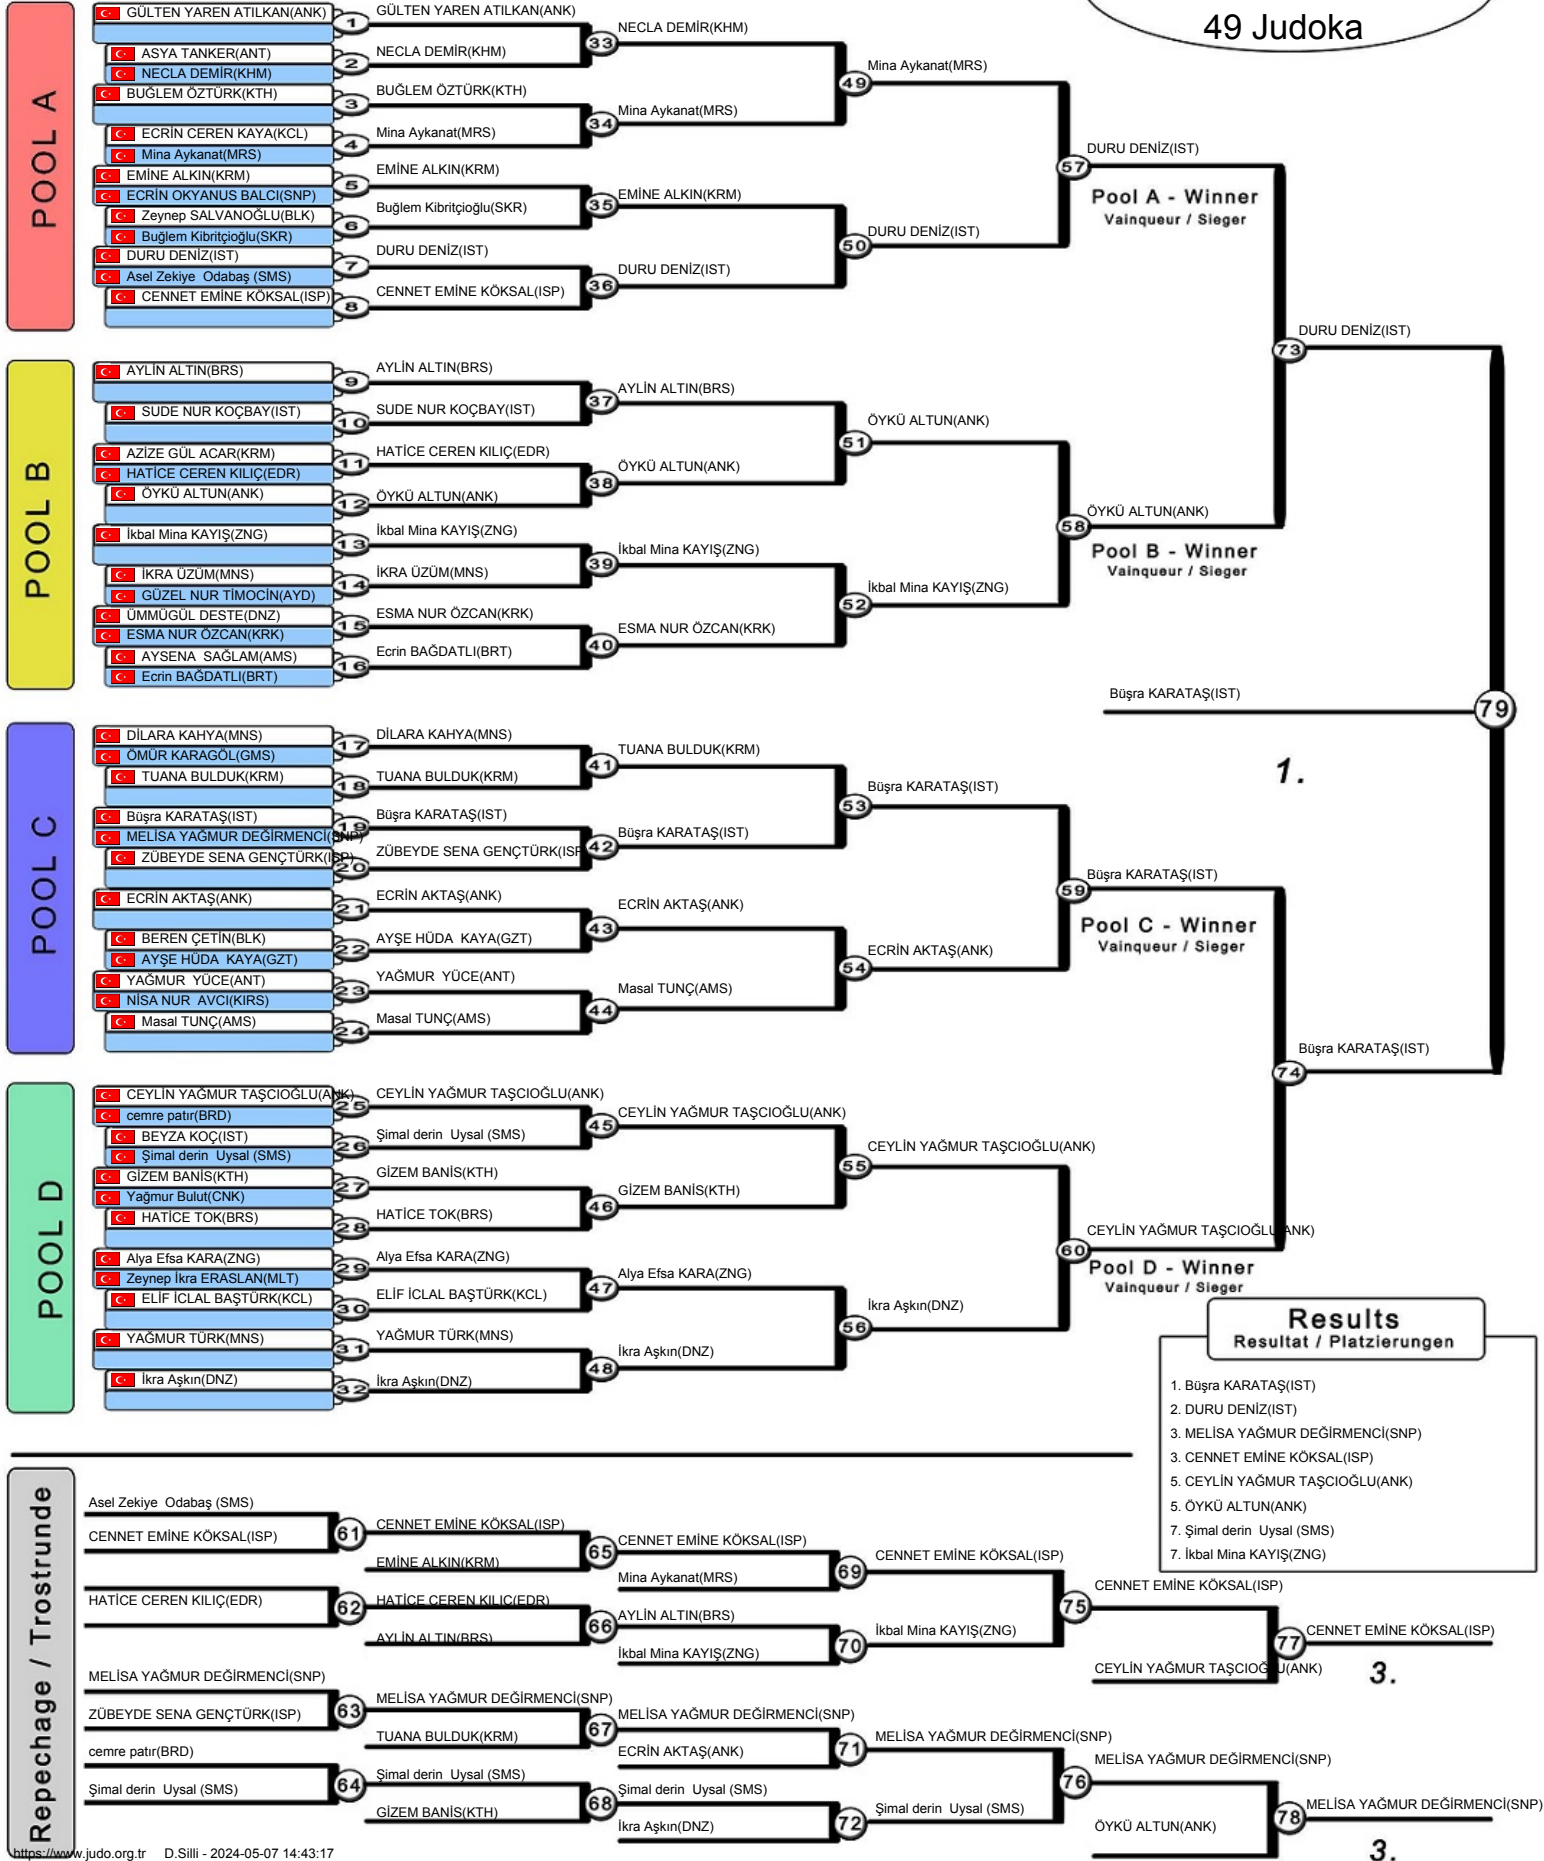 49 Judoka
POOL A
GÜLTEN YAREN ATILKAN(ANK)
ASYA TANKER(ANT)
NECLA DEMİR(KHM)
BUĞLEM ÖZTÜRK(KTH)
ECRİN CEREN KAYA(KCL)
Mina Aykanat(MRS)
EMİNE ALKIN(KRM)
ECRİN OKYANUS BALCI(SNP)
Zeynep SALVANOĞLU(BLK)
Buğlem Kibritçioğlu(SKR)
DURU DENİZ(IST)
Asel Zekiye Odabaş (SMS)
CENNET EMİNE KÖKSAL(ISP)
1
2
3
4
5
6
7
8
GÜLTEN YAREN ATILKAN(ANK)
NECLA DEMİR(KHM)
BUĞLEM ÖZTÜRK(KTH)
Mina Aykanat(MRS)
EMİNE ALKIN(KRM)
Buğlem Kibritçioğlu(SKR)
DURU DENİZ(IST)
CENNET EMİNE KÖKSAL(ISP)
33
34
35
36
NECLA DEMİR(KHM)
Mina Aykanat(MRS)
EMİNE ALKIN(KRM)
DURU DENİZ(IST)
49
50
Mina Aykanat(MRS)
DURU DENİZ(IST)
57
DURU DENİZ(IST)
Pool A - Winner
Vainqueur / Sieger
POOL B
AYLİN ALTIN(BRS)
SUDE NUR KOÇBAY(IST)
AZİZE GÜL ACAR(KRM)
HATİCE CEREN KILIÇ(EDR)
ÖYKÜ ALTUN(ANK)
İkbal Mina KAYIŞ(ZNG)
İKRA ÜZÜM(MNS)
GÜZEL NUR TİMOCİN(AYD)
ÜMMÜGÜL DESTE(DNZ)
ESMA NUR ÖZCAN(KRK)
AYSENA SAĞLAM(AMS)
Ecrin BAĞDATLI(BRT)
9
10
11
12
13
14
15
16
AYLİN ALTIN(BRS)
SUDE NUR KOÇBAY(IST)
HATİCE CEREN KILIÇ(EDR)
ÖYKÜ ALTUN(ANK)
İkbal Mina KAYIŞ(ZNG)
İKRA ÜZÜM(MNS)
ESMA NUR ÖZCAN(KRK)
Ecrin BAĞDATLI(BRT)
37
38
39
40
AYLİN ALTIN(BRS)
ÖYKÜ ALTUN(ANK)
İkbal Mina KAYIŞ(ZNG)
ESMA NUR ÖZCAN(KRK)
51
52
ÖYKÜ ALTUN(ANK)
İkbal Mina KAYIŞ(ZNG)
58
ÖYKÜ ALTUN(ANK)
Pool B - Winner
Vainqueur / Sieger
73
DURU DENİZ(IST)
POOL C
DİLARA KAHYA(MNS)
ÖMÜR KARAGÖL(GMS)
TUANA BULDUK(KRM)
Büşra KARATAŞ(IST)
MELİSA YAĞMUR DEĞİRMENCİ(SNP)
ZÜBEYDE SENA GENÇTÜRK(ISP)
ECRİN AKTAŞ(ANK)
BEREN ÇETİN(BLK)
AYŞE HÜDA KAYA(GZT)
YAĞMUR YÜCE(ANT)
NİSA NUR AVCI(KIRS)
Masal TUNÇ(AMS)
17
18
19
20
21
22
23
24
DİLARA KAHYA(MNS)
TUANA BULDUK(KRM)
Büşra KARATAŞ(IST)
ZÜBEYDE SENA GENÇTÜRK(ISP
ECRİN AKTAŞ(ANK)
AYŞE HÜDA KAYA(GZT)
YAĞMUR YÜCE(ANT)
Masal TUNÇ(AMS)
41
42
43
44
TUANA BULDUK(KRM)
Büşra KARATAŞ(IST)
ECRİN AKTAŞ(ANK)
Masal TUNÇ(AMS)
53
54
Büşra KARATAŞ(IST)
ECRİN AKTAŞ(ANK)
59
Büşra KARATAŞ(IST)
Pool C - Winner
Vainqueur / Sieger
POOL D
CEYLİN YAĞMUR TAŞCIOĞLU(ANK)
cemre patır(BRD)
BEYZA KOÇ(IST)
Şimal derin Uysal (SMS)
GİZEM BANİS(KTH)
Yağmur Bulut(CNK)
HATİCE TOK(BRS)
Alya Efsa KARA(ZNG)
Zeynep İkra ERASLAN(MLT)
ELİF İCLAL BAŞTÜRK(KCL)
YAĞMUR TÜRK(MNS)
İkra Aşkın(DNZ)
25
26
27
28
29
30
31
32
CEYLİN YAĞMUR TAŞCIOĞLU(ANK)
Şimal derin Uysal (SMS)
GİZEM BANİS(KTH)
HATİCE TOK(BRS)
Alya Efsa KARA(ZNG)
ELİF İCLAL BAŞTÜRK(KCL)
YAĞMUR TÜRK(MNS)
İkra Aşkın(DNZ)
45
46
47
48
CEYLİN YAĞMUR TAŞCIOĞLU(ANK)
GİZEM BANİS(KTH)
Alya Efsa KARA(ZNG)
İkra Aşkın(DNZ)
55
56
CEYLİN YAĞMUR TAŞCIOĞLU(ANK)
İkra Aşkın(DNZ)
60
CEYLİN YAĞMUR TAŞCIOĞLU(ANK)
Pool D - Winner
Vainqueur / Sieger
74
Büşra KARATAŞ(IST)
79
Büşra KARATAŞ(IST)
1.
Results
Resultat / Platzierungen
1. Büşra KARATAŞ(IST)
2. DURU DENİZ(IST)
3. MELİSA YAĞMUR DEĞİRMENCİ(SNP)
3. CENNET EMİNE KÖKSAL(ISP)
5. CEYLİN YAĞMUR TAŞCIOĞLU(ANK)
5. ÖYKÜ ALTUN(ANK)
7. Şimal derin Uysal (SMS)
7. İkbal Mina KAYIŞ(ZNG)
Repechage / Trostrunde
Asel Zekiye Odabaş (SMS)
CENNET EMİNE KÖKSAL(ISP)
HATİCE CEREN KILIÇ(EDR)
MELİSA YAĞMUR DEĞİRMENCİ(SNP)
ZÜBEYDE SENA GENÇTÜRK(ISP)
cemre patır(BRD)
Şimal derin Uysal (SMS)
61
62
63
64
CENNET EMİNE KÖKSAL(ISP)
EMİNE ALKIN(KRM)
HATİCE CEREN KILIÇ(EDR)
AYLİN ALTIN(BRS)
MELİSA YAĞMUR DEĞİRMENCİ(SNP)
TUANA BULDUK(KRM)
Şimal derin Uysal (SMS)
GİZEM BANİS(KTH)
65
66
67
68
CENNET EMİNE KÖKSAL(ISP)
Mina Aykanat(MRS)
AYLİN ALTIN(BRS)
İkbal Mina KAYIŞ(ZNG)
MELİSA YAĞMUR DEĞİRMENCİ(SNP)
ECRİN AKTAŞ(ANK)
Şimal derin Uysal (SMS)
İkra Aşkın(DNZ)
69
70
71
72
CENNET EMİNE KÖKSAL(ISP)
İkbal Mina KAYIŞ(ZNG)
MELİSA YAĞMUR DEĞİRMENCİ(SNP)
Şimal derin Uysal (SMS)
75
76
CENNET EMİNE KÖKSAL(ISP)
CEYLİN YAĞMUR TAŞCIOĞLU(ANK)
MELİSA YAĞMUR DEĞİRMENCİ(SNP)
ÖYKÜ ALTUN(ANK)
77
78
CENNET EMİNE KÖKSAL(ISP)
3.
MELİSA YAĞMUR DEĞİRMENCİ(SNP)
3.
https://www.judo.org.tr D.Silli - 2024-05-07 14:43:17